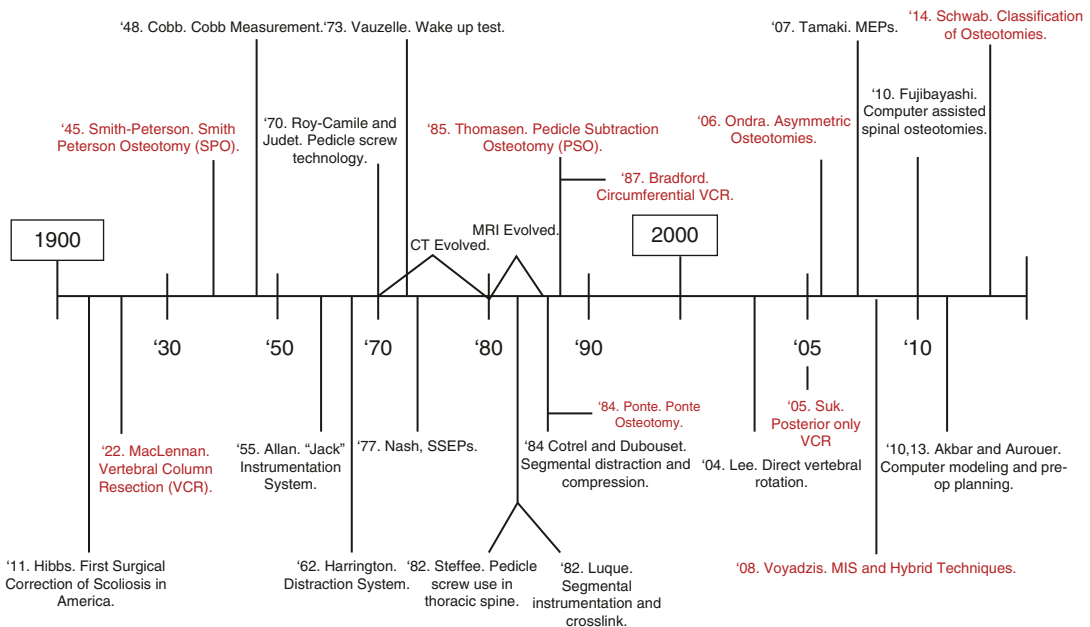 ‘48. Cobb. Cobb Measurement.
‘73. Vauzelle. Wake up test.
‘07. Tamaki. MEPs.
‘14. Schwab. Classification
of Osteotomies.
‘45. Smith-Peterson. Smith
Peterson Osteotomy (SPO).
‘70. Roy-Camile and
Judet. Pedicle screw
technology.
‘85. Thomasen. Pedicle Subtraction
Osteotomy (PSO).
‘87. Bradford.
Circumferential VCR.
‘06. Ondra. Asymmetric
Osteotomies.
‘10. Fujibayashi.
Computer assisted
spinal osteotomies.
1900
CT Evolved.
MRI Evolved.
2000
‘30
‘50
‘70
‘80
‘90
‘05
‘10
‘22. MacLennan.
Vertebral Column
Resection (VCR).
‘55. Allan. “Jack”
Instrumentation
System.
‘77. Nash, SSEPs.
‘84. Ponte. Ponte
Osteotomy.
‘84 Cotrel and Dubouset.
Segmental distraction and
compression.
‘05. Suk.
Posterior only
VCR
‘04. Lee. Direct vertebral
rotation.
‘10,13. Akbar and Aurouer.
Computer modeling and pre-
op planning.
‘11. Hibbs. First Surgical
Correction of Scoliosis in
America.
‘62. Harrington.
Distraction System.
‘82. Steffee. Pedicle
screw use in
thoracic spine.
‘82. Luque.
Segmental
instrumentation and
crosslink.
‘08. Voyadzis. MIS and Hybrid Techniques.